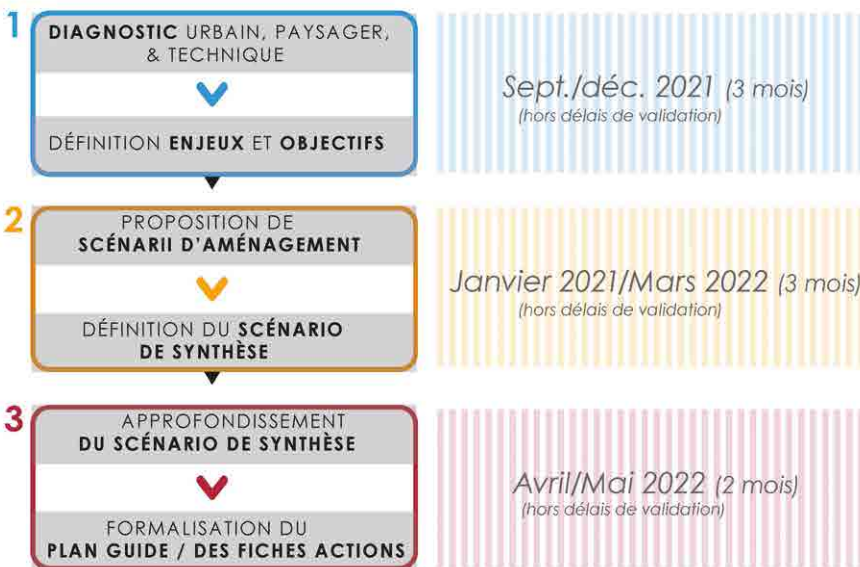 1
DIAGNOSTIC URBAIN, PAYSAGER,
& TECHNIQUE
DÉFINITION ENJEUX ET OBJECTIFS
Sept./déc. 2021 (3 mois)
(hors délais de validation)
2
PROPOSITION DE
SCÉNARII D'AMÉNAGEMENT
DÉFINITION DU SCÉNARIO
DE SYNTHÈSE
Janvier 2021/Mars 2022 (3 mois)
(hors délais de validation)
3
APPROFONDISSEMENT
DU SCÉNARIO DE SYNTHÈSE
FORMALISATION DU
PLAN GUIDE / DES FICHES ACTIONS
Avril/Mai 2022 (2 mois)
(hors délais de validation)